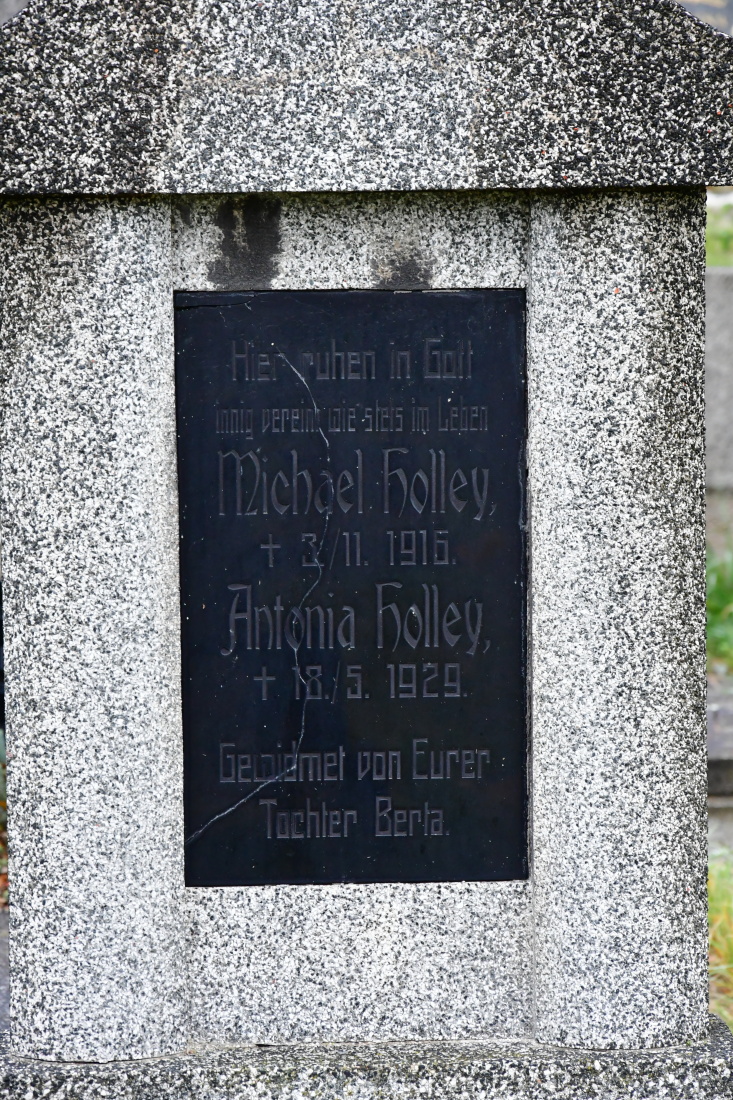 Hier ruhen in Gott
innig vereint wie stets im Leben
Michael Holley,
† 3./11. 1916.
Antonia Holley,
† 18./5. 1929.
Gewidmet von Eurer
Tochter Berta.